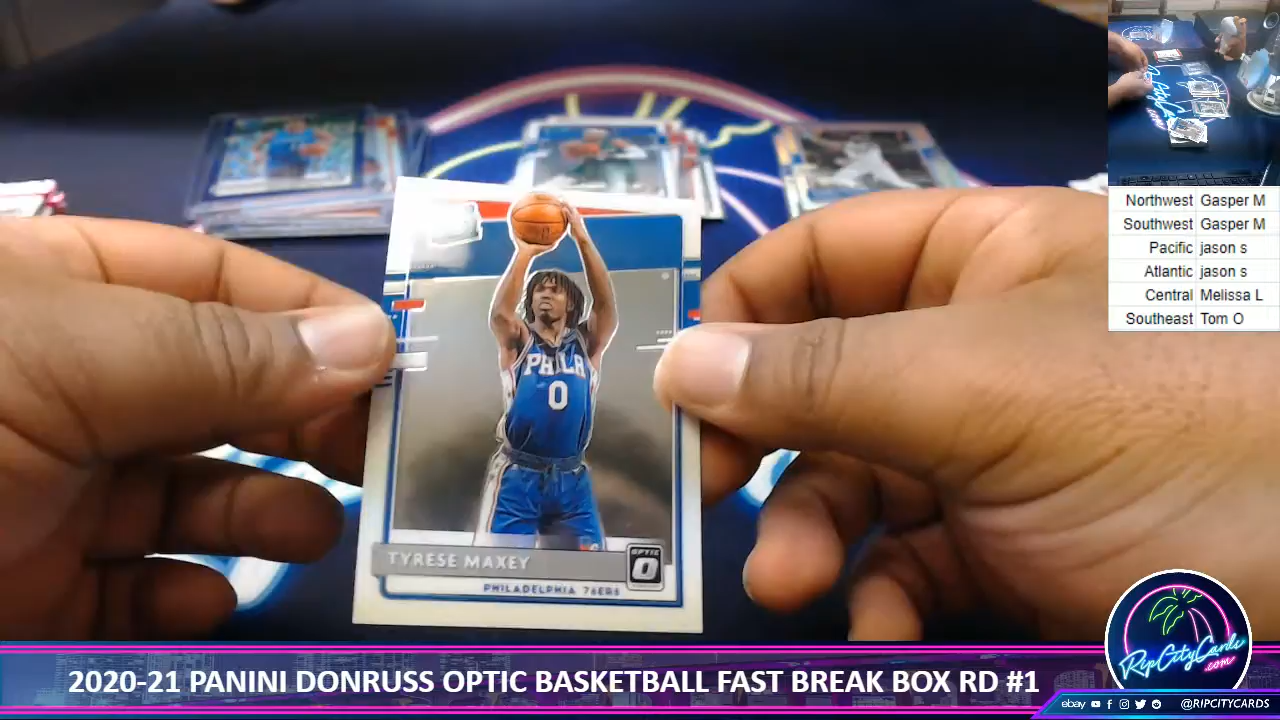 Northwest Gasper M
Southwest Gasper M
Pacific jason s
Atlantic jason s
Central Melissa L
Southeast Tom O
PHILA
0
TYRESE MAXEY
OPTIC
PHILADELPHIA 76ERS
2020-21 PANINI DONRUSS OPTIC BASKETBALL FAST BREAK BOX RD #1
RipCityCards
.com
ebay @RIPCITYCARDS